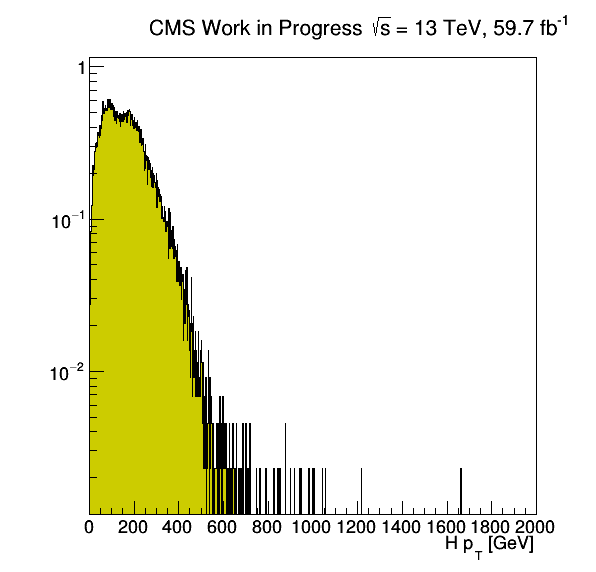 CMS Work in Progress √s = 13 TeV, 59.7 fb⁻¹
1
10⁻¹
10⁻²
0 200 400 600 800 1000 1200 1400 1600 1800 2000
H p_T [GeV]